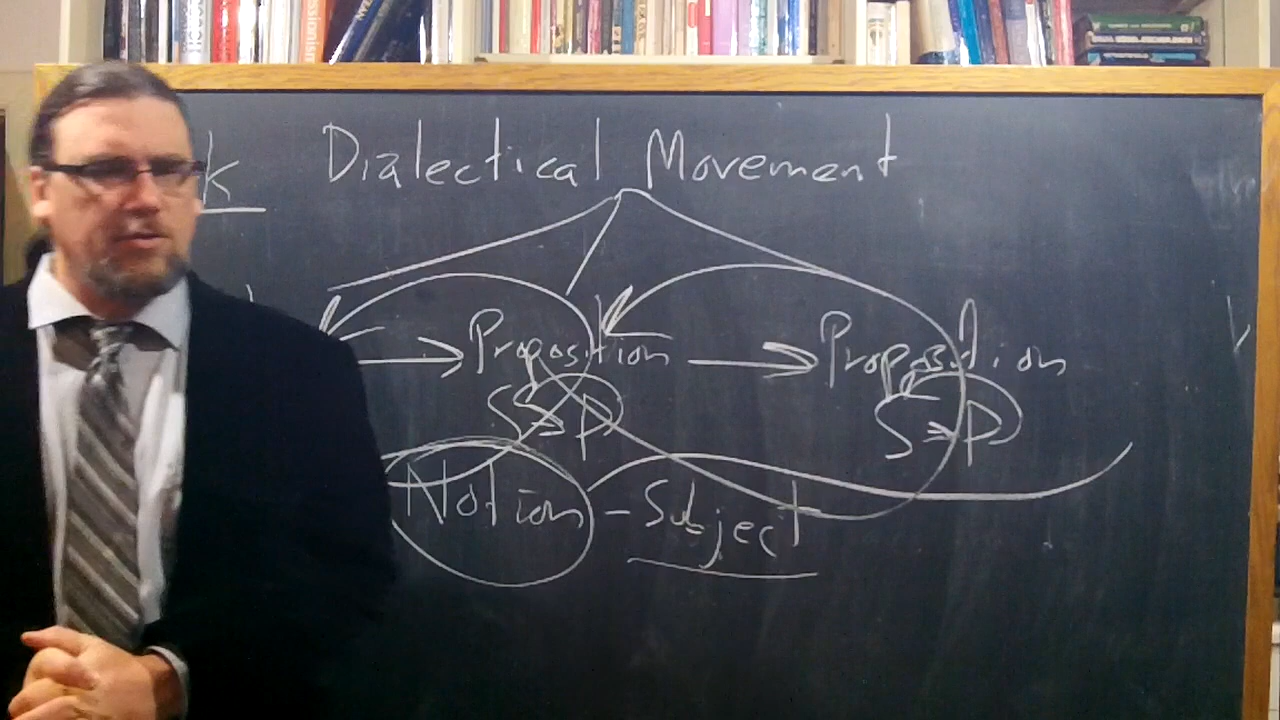 k Dialectical Movement
Proposition Proposition
S P S P
Notion - Subject